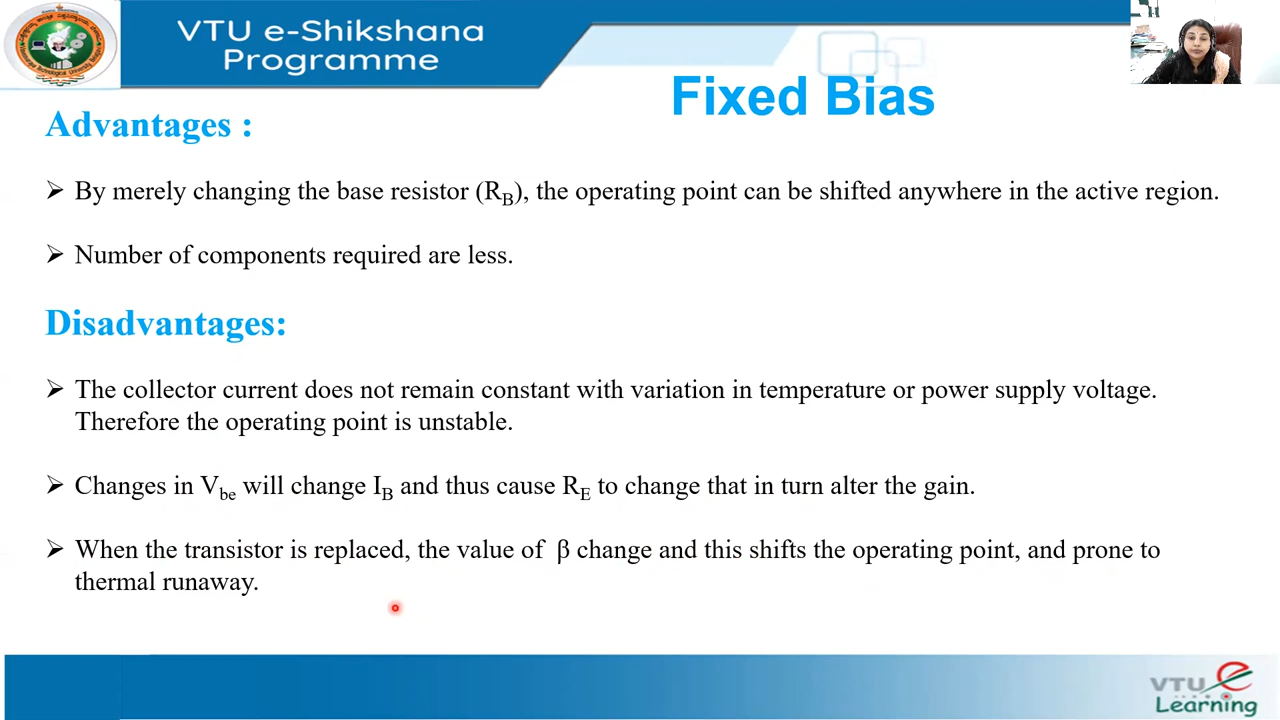 VTU e-Shikshana
Programme
Fixed Bias
Advantages :
➢ By merely changing the base resistor (R_B), the operating point can be shifted anywhere in the active region.
➢ Number of components required are less.
Disadvantages:
➢ The collector current does not remain constant with variation in temperature or power supply voltage.
Therefore the operating point is unstable.
➢ Changes in V_be will change I_B and thus cause R_E to change that in turn alter the gain.
➢ When the transistor is replaced, the value of β change and this shifts the operating point, and prone to
thermal runaway.
VTU e
Learning